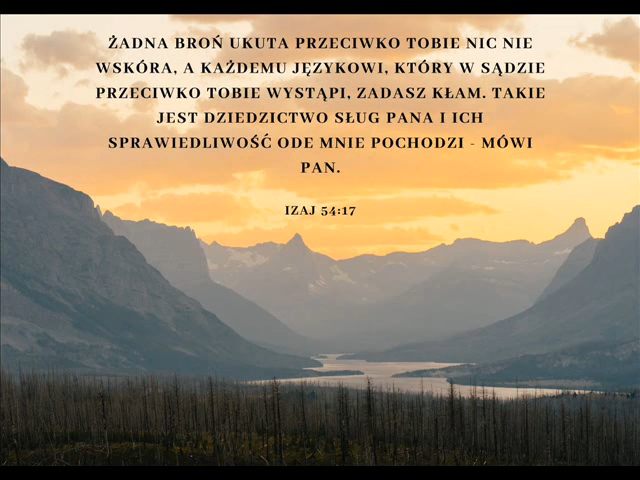 ŻADNA BROŃ UKUTA PRZECIWKO TOBIE NIC NIE
WSKÓRA, A KAŻDEMU JĘZYKOWI, KTÓRY W SĄDZIE
PRZECIWKO TOBIE WYSTĄPI, ZADASZ KŁAM. TAKIE
JEST DZIEDZICTWO SŁUG PANA I ICH
SPRAWIEDLIWOŚĆ ODE MNIE POCHODZI - MÓWI
PAN.
IZAJ 54:17